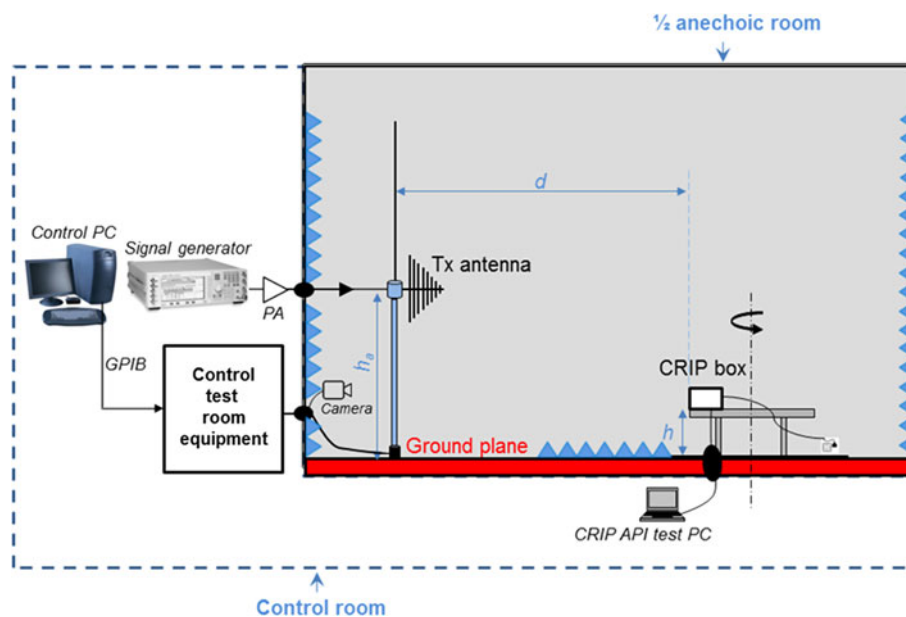 ½ anechoic room
d
Control PC
Signal generator
Tx antenna
PA
hₐ
GPIB
CRIP box
Control
test
room
equipment
Camera
h
Ground plane
CRIP API test PC
Control room